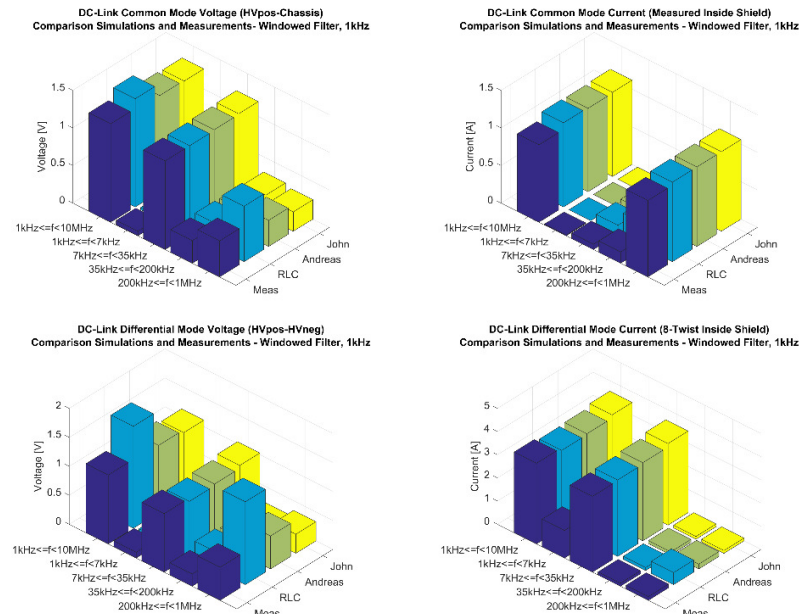 DC-Link Common Mode Voltage (HVpos-Chassis)
Comparison Simulations and Measurements- Windowed Filter, 1kHz
1.5
1
0.5
0
Voltage [V]
1kHz<=f<10MHz
1kHz<=f<7kHz
7kHz<=f<35kHz
35kHz<=f<200kHz
200kHz<=f<1MHz
Meas
RLC
Andreas
John
DC-Link Common Mode Current (Measured Inside Shield)
Comparison Simulations and Measurements - Windowed Filter, 1kHz
1.5
1
0.5
0
Current [A]
1kHz<=f<10MHz
1kHz<=f<7kHz
7kHz<=f<35kHz
35kHz<=f<200kHz
200kHz<=f<1MHz
Meas
RLC
Andreas
John
DC-Link Differential Mode Voltage (HVpos-HVneg)
Comparison Simulations and Measurements - Windowed Filter, 1kHz
2
1.5
1
0.5
0
Voltage [V]
1kHz<=f<10MHz
1kHz<=f<7kHz
7kHz<=f<35kHz
35kHz<=f<200kHz
200kHz<=f<1MHz
Meas
RLC
Andreas
John
DC-Link Differential Mode Current (8-Twist Inside Shield)
Comparison Simulations and Measurements - Windowed Filter, 1kHz
5
4
3
2
1
0
Current [A]
1kHz<=f<10MHz
1kHz<=f<7kHz
7kHz<=f<35kHz
35kHz<=f<200kHz
200kHz<=f<1MHz
Meas
RLC
Andreas
John